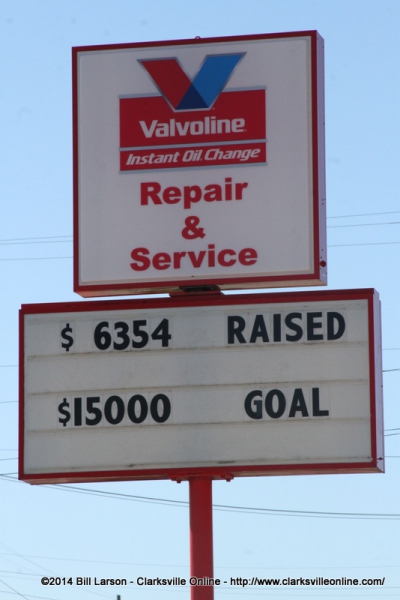 Valvoline
Instant Oil Change
Repair
&
Service
$ 6354 RAISED
$15000 GOAL
©2014 Bill Larson - Clarksville Online - http://www.clarksvilleonline.com/